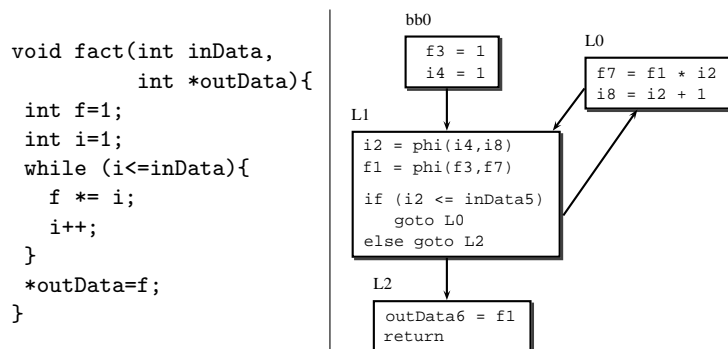 void fact(int inData,
int *outData){
int f=1;
int i=1;
while (i<=inData){
f *= i;
i++;
}
*outData=f;
}
bb0
f3 = 1
i4 = 1
L0
f7 = f1 * i2
i8 = i2 + 1
L1
i2 = phi(i4,i8)
f1 = phi(f3,f7)
if (i2 <= inData5)
goto L0
else goto L2
L2
outData6 = f1
return